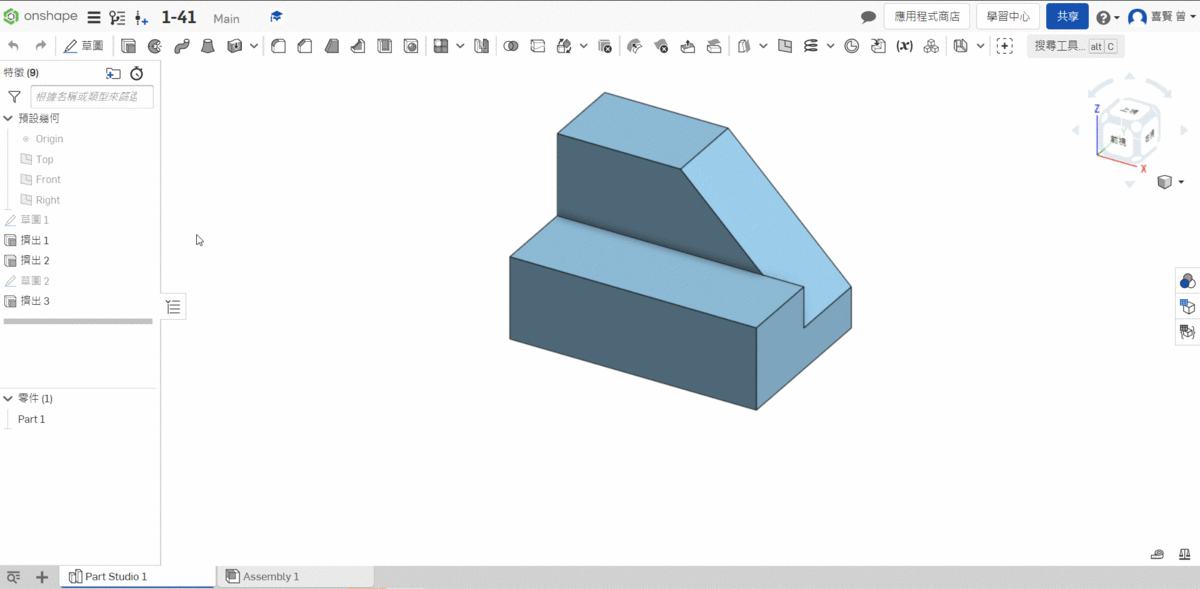 onshape 1-41 Main 應用程式商店 學習中心 共享 喜賢 曾
草圖 (x) 搜尋工具... alt C
特徵 (9)
根據名稱或類型來篩選
預設幾何
Origin
Top
Front
Right
草圖 1
擠出 1
擠出 2
草圖 2
擠出 3
零件 (1)
Part 1
Z
前視
X
Part Studio 1
Assembly 1